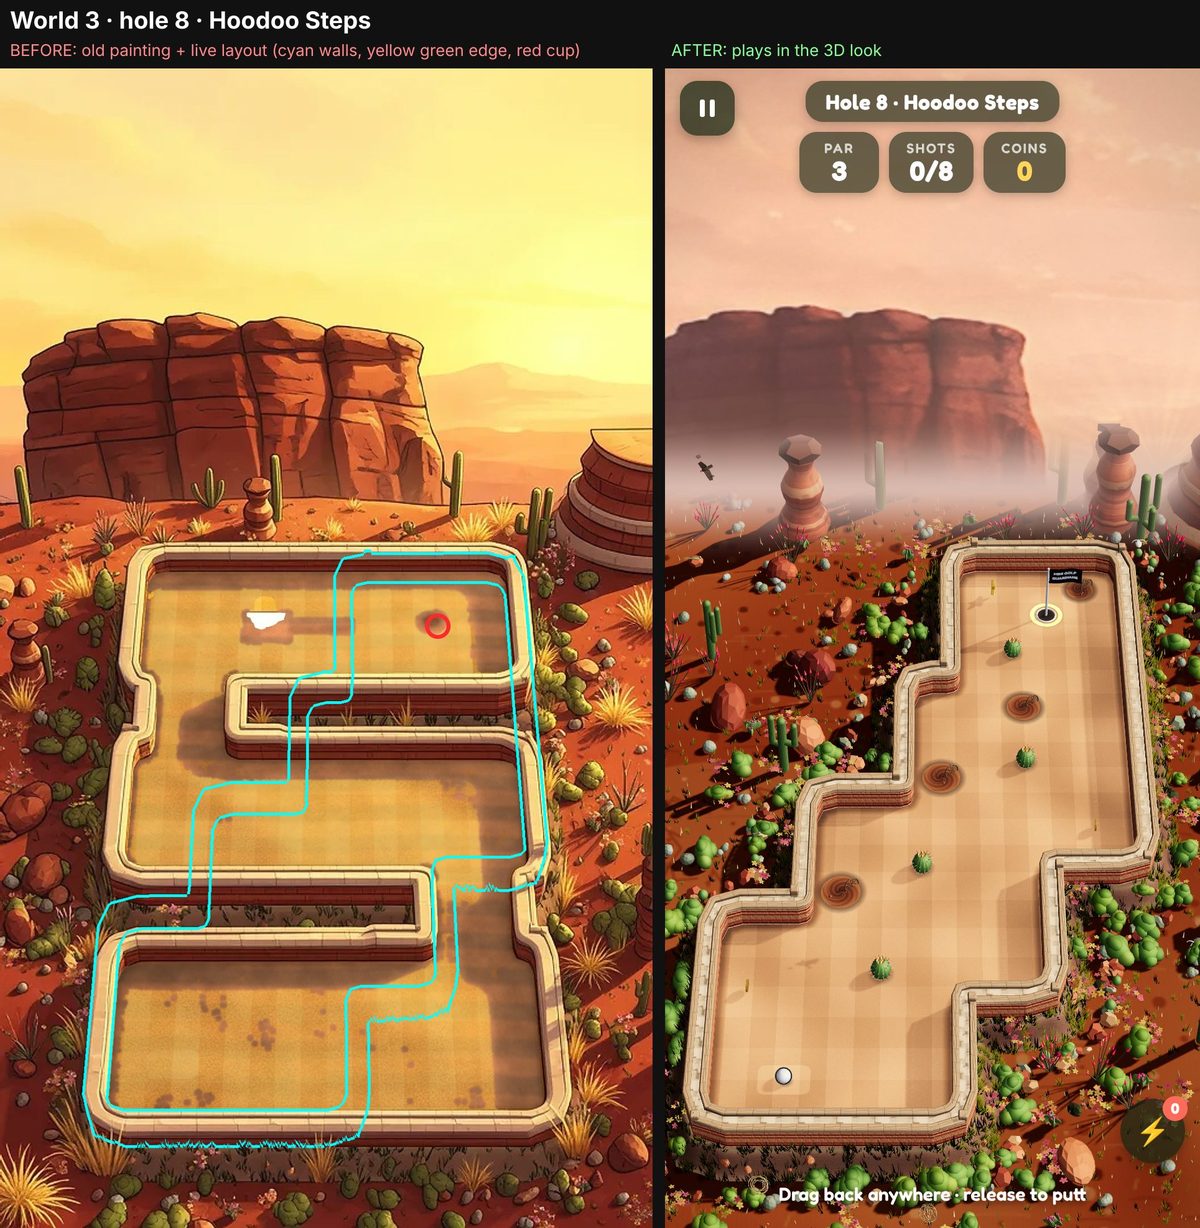 World 3 · hole 8 · Hoodoo Steps
BEFORE: old painting + live layout (cyan walls, yellow green edge, red cup)
AFTER: plays in the 3D look
Hole 8 · Hoodoo Steps
PAR
3
SHOTS
0/8
COINS
0
0
Drag back anywhere · release to putt